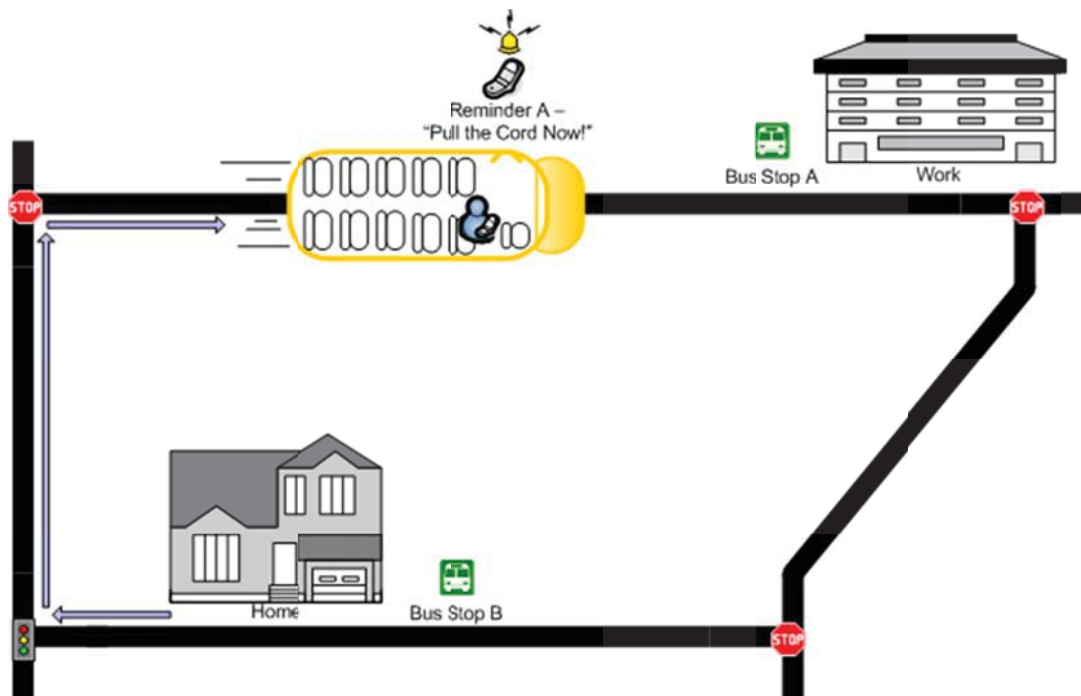 Reminder A –
“Pull the Cord Now!”
Bus Stop A
Work
STOP
STOP
Home
Bus Stop B
STOP